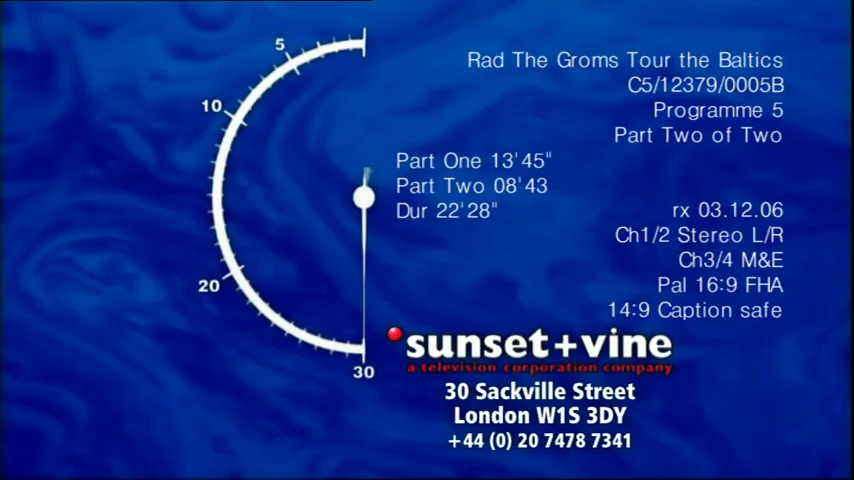 Rad The Groms Tour the Baltics
C5/12379/0005B
Programme 5
Part Two of Two
5
10
20
30
Part One 13'45"
Part Two 08'43
Dur 22'28"
rx 03.12.06
Ch1/2 Stereo L/R
Ch3/4 M&E
Pal 16:9 FHA
14:9 Caption safe
sunset+vine
a television corporation company
30 Sackville Street
London W1S 3DY
+44 (0) 20 7478 7341